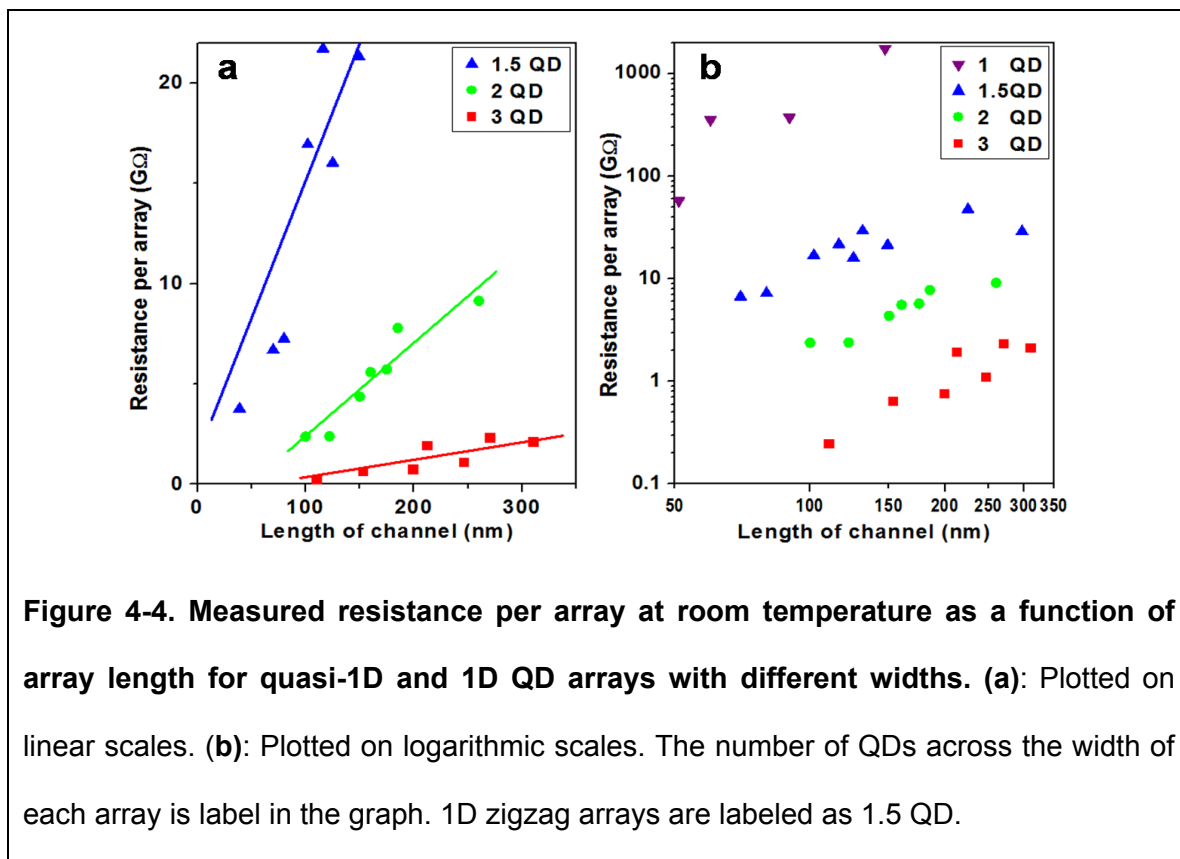 a
1.5 QD
2 QD
3 QD
20
10
0
Resistance per array (GΩ)
0 100 200 300
Length of channel (nm)
b
1 QD
1.5QD
2 QD
3 QD
1000
100
10
1
0.1
Resistance per array (GΩ)
50 100 150 200 250 300 350
Length of channel (nm)
Figure 4-4. Measured resistance per array at room temperature as a function of
array length for quasi-1D and 1D QD arrays with different widths. (a): Plotted on
linear scales. (b): Plotted on logarithmic scales. The number of QDs across the width of
each array is label in the graph. 1D zigzag arrays are labeled as 1.5 QD.